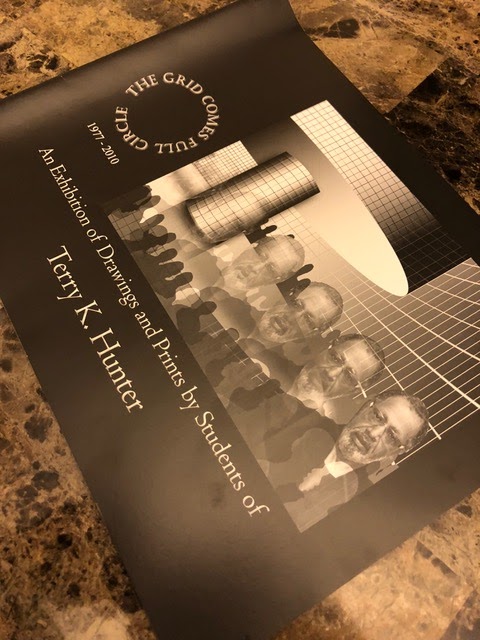 THE GRID COMES FULL CIRCLE
1977 - 2010
An Exhibition of Drawings and Prints by Students of
Terry K. Hunter